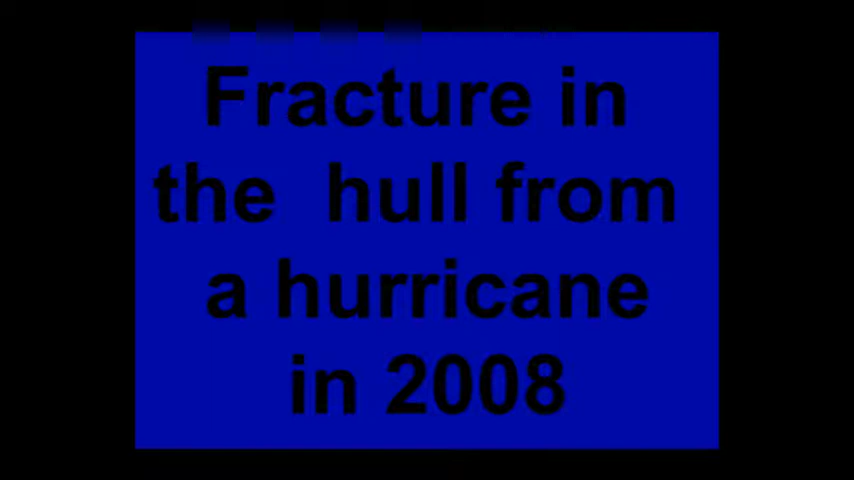 Fracture in
the hull from
a hurricane
in 2008